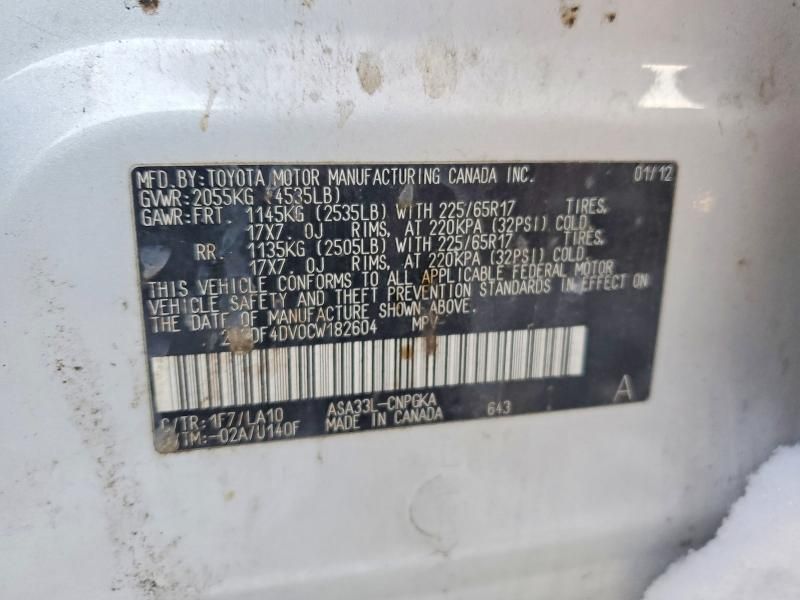 MFD. BY: TOYOTA MOTOR MANUFACTURING CANADA INC. 01/12
GVWR: 2055KG (4535LB)
GAWR: FRT. 1145KG (2535LB) WITH 225/65R17 TIRES,
17X7.0J RIMS, AT 220KPA (32PSI) COLD.
RR. 1135KG (2505LB) WITH 225/65R17 TIRES,
17X7.0J RIMS, AT 220KPA (32PSI) COLD.
THIS VEHICLE CONFORMS TO ALL APPLICABLE FEDERAL MOTOR
VEHICLE SAFETY AND THEFT PREVENTION STANDARDS IN EFFECT ON
THE DATE OF MANUFACTURE SHOWN ABOVE.
MPV
C/TR: 1F7/LA10 ASA33L-CNPGKA 643 A
/TM:-02A/U140F MADE IN CANADA